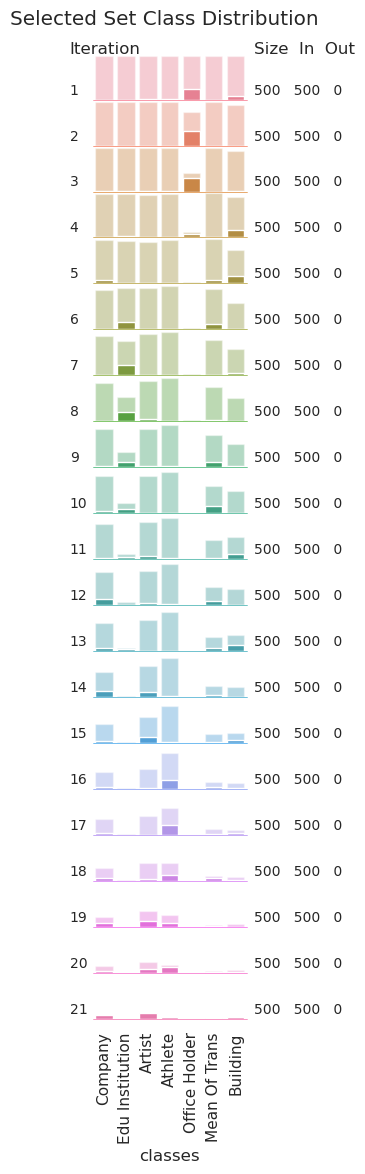 Selected Set Class Distribution
Iteration Size In Out
1 500 500 0
2 500 500 0
3 500 500 0
4 500 500 0
5 500 500 0
6 500 500 0
7 500 500 0
8 500 500 0
9 500 500 0
10 500 500 0
11 500 500 0
12 500 500 0
13 500 500 0
14 500 500 0
15 500 500 0
16 500 500 0
17 500 500 0
18 500 500 0
19 500 500 0
20 500 500 0
21 500 500 0
Company
Edu Institution
Artist
Athlete
Office Holder
Mean Of Trans
Building
classes